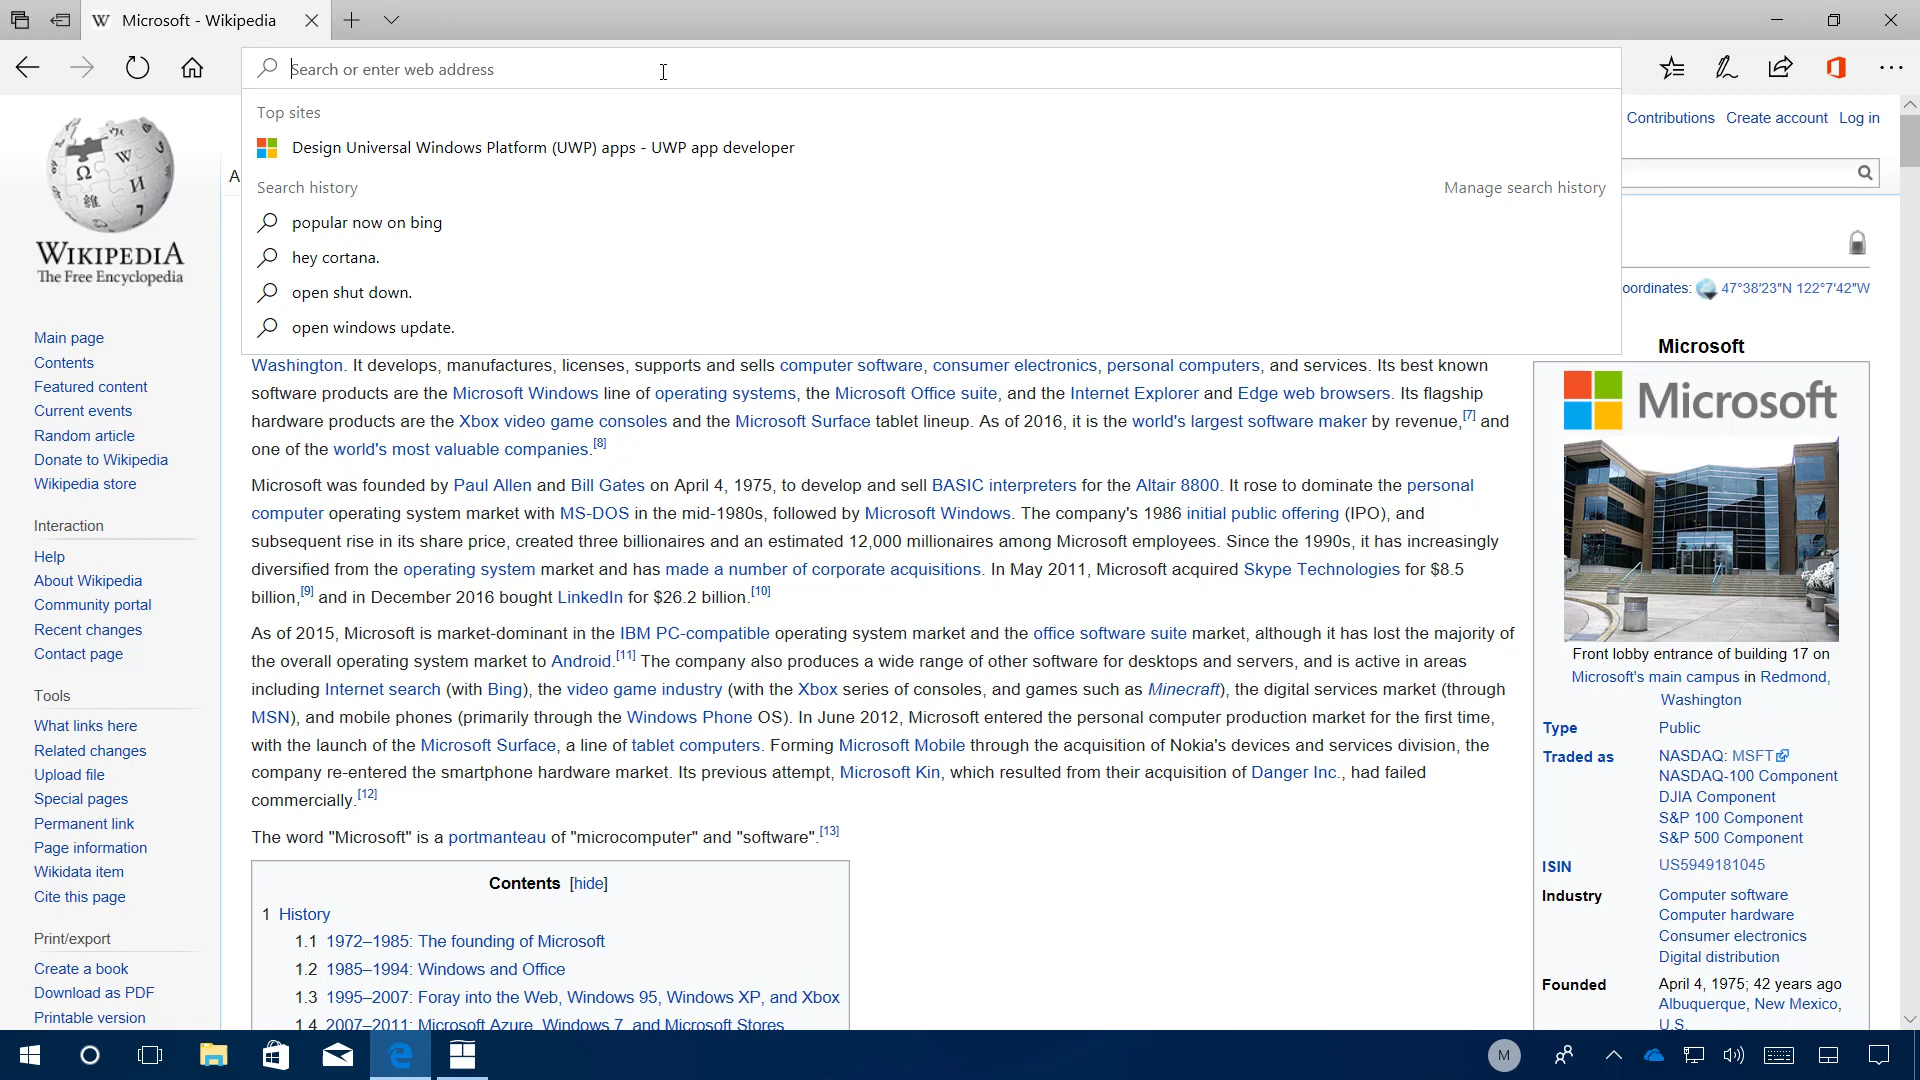 W Microsoft - Wikipedia
Search or enter web address
Top sites
Design Universal Windows Platform (UWP) apps - UWP app developer
Search history Manage search history
popular now on bing
hey cortana.
open shut down.
open windows update.
Contributions Create account Log in
A
WIKIPEDIA
The Free Encyclopedia
Main page
Contents
Featured content
Current events
Random article
Donate to Wikipedia
Wikipedia store
Interaction
Help
About Wikipedia
Community portal
Recent changes
Contact page
Tools
What links here
Related changes
Upload file
Special pages
Permanent link
Page information
Wikidata item
Cite this page
Print/export
Create a book
Download as PDF
Printable version
oordinates: 47°38′23″N 122°7′42″W
Washington. It develops, manufactures, licenses, supports and sells computer software, consumer electronics, personal computers, and services. Its best known
software products are the Microsoft Windows line of operating systems, the Microsoft Office suite, and the Internet Explorer and Edge web browsers. Its flagship
hardware products are the Xbox video game consoles and the Microsoft Surface tablet lineup. As of 2016, it is the world's largest software maker by revenue,[7] and
one of the world's most valuable companies.[8]
Microsoft was founded by Paul Allen and Bill Gates on April 4, 1975, to develop and sell BASIC interpreters for the Altair 8800. It rose to dominate the personal
computer operating system market with MS-DOS in the mid-1980s, followed by Microsoft Windows. The company's 1986 initial public offering (IPO), and
subsequent rise in its share price, created three billionaires and an estimated 12,000 millionaires among Microsoft employees. Since the 1990s, it has increasingly
diversified from the operating system market and has made a number of corporate acquisitions. In May 2011, Microsoft acquired Skype Technologies for $8.5
billion,[9] and in December 2016 bought LinkedIn for $26.2 billion.[10]
As of 2015, Microsoft is market-dominant in the IBM PC-compatible operating system market and the office software suite market, although it has lost the majority of
the overall operating system market to Android.[11] The company also produces a wide range of other software for desktops and servers, and is active in areas
including Internet search (with Bing), the video game industry (with the Xbox series of consoles, and games such as Minecraft), the digital services market (through
MSN), and mobile phones (primarily through the Windows Phone OS). In June 2012, Microsoft entered the personal computer production market for the first time,
with the launch of the Microsoft Surface, a line of tablet computers. Forming Microsoft Mobile through the acquisition of Nokia's devices and services division, the
company re-entered the smartphone hardware market. Its previous attempt, Microsoft Kin, which resulted from their acquisition of Danger Inc., had failed
commercially.[12]
The word "Microsoft" is a portmanteau of "microcomputer" and "software".[13]
Contents [hide]
1 History
1.1 1972–1985: The founding of Microsoft
1.2 1985–1994: Windows and Office
1.3 1995–2007: Foray into the Web, Windows 95, Windows XP, and Xbox
1.4 2007–2011: Microsoft Azure, Windows 7, and Microsoft Stores
Microsoft
Microsoft
Front lobby entrance of building 17 on
Microsoft's main campus in Redmond,
Washington
Type Public
Traded as NASDAQ: MSFT
NASDAQ-100 Component
DJIA Component
S&P 100 Component
S&P 500 Component
ISIN US5949181045
Industry Computer software
Computer hardware
Consumer electronics
Digital distribution
Founded April 4, 1975; 42 years ago
Albuquerque, New Mexico,
U.S.
M